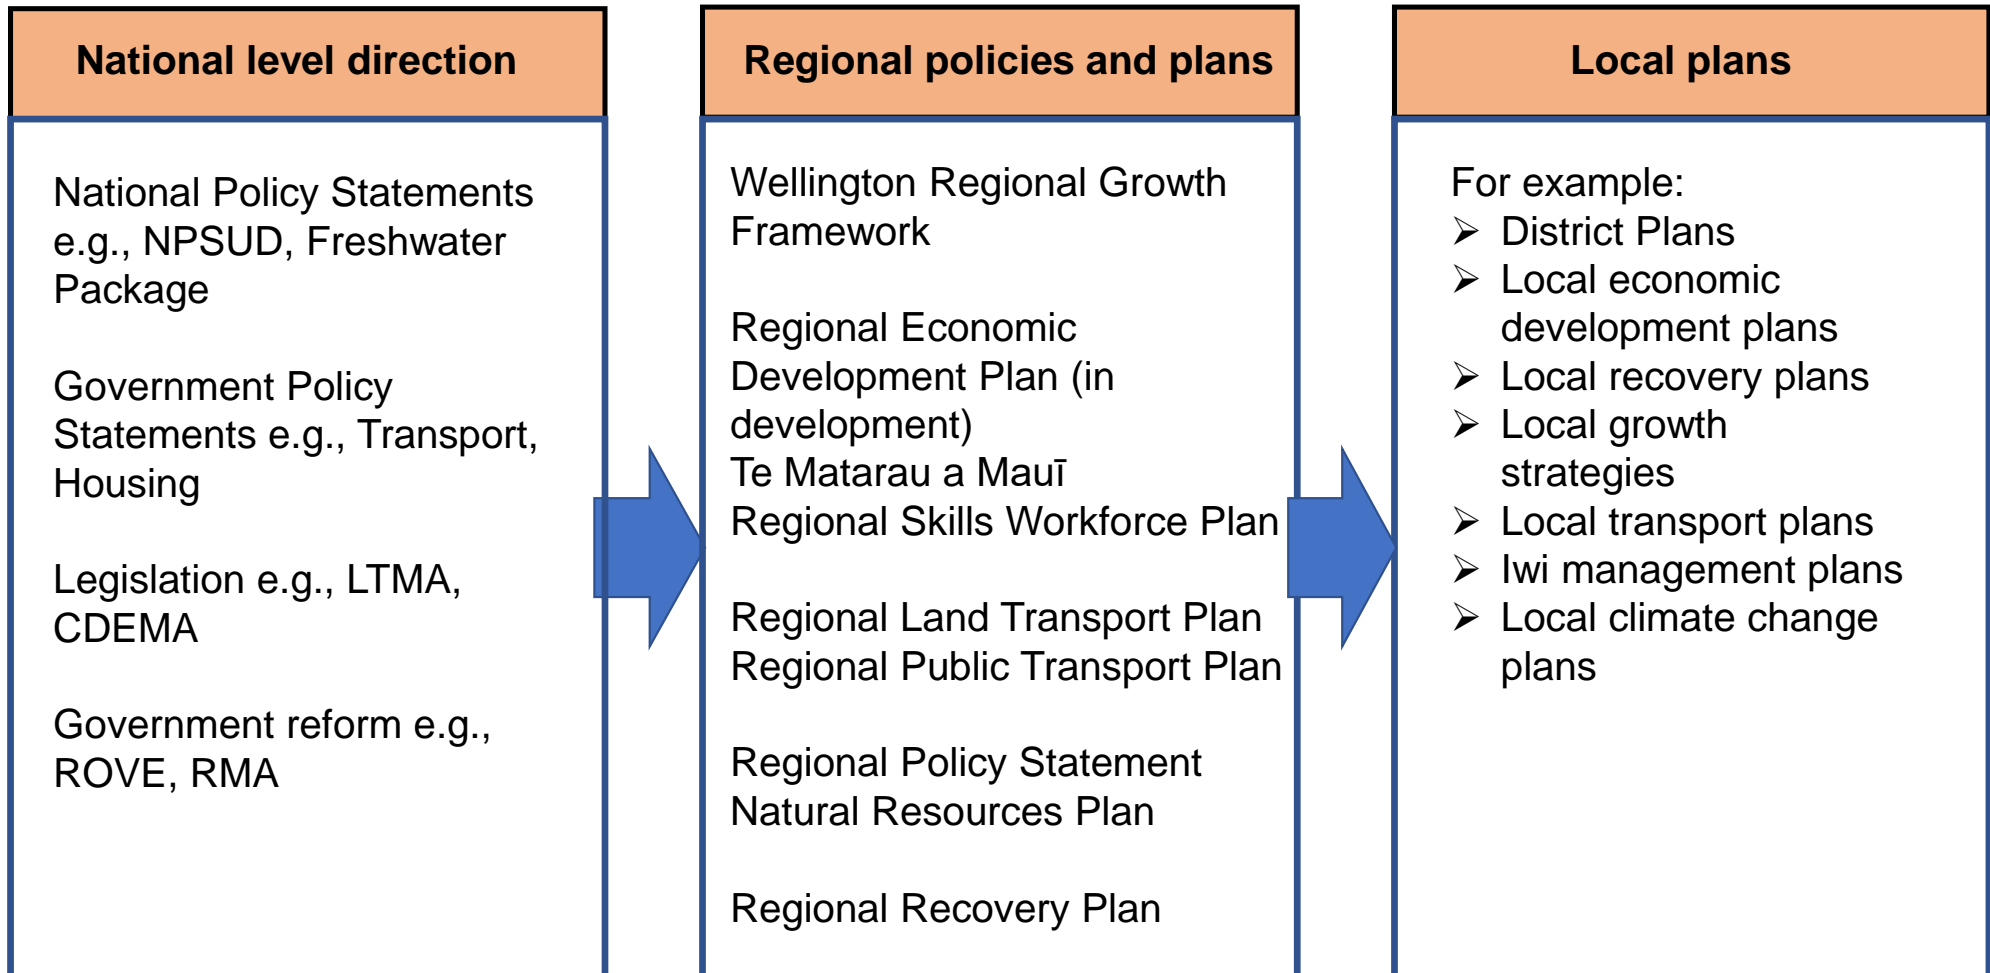 National level direction
National Policy Statements
e.g., NPSUD, Freshwater
Package
Government Policy
Statements e.g., Transport,
Housing
Legislation e.g., LTMA,
CDEMA
Government reform e.g.,
ROVE, RMA
Regional policies and plans
Wellington Regional Growth
Framework
Regional Economic
Development Plan (in
development)
Te Matarau a Mauī
Regional Skills Workforce Plan
Regional Land Transport Plan
Regional Public Transport Plan
Regional Policy Statement
Natural Resources Plan
Regional Recovery Plan
Local plans
For example:
➢ District Plans
➢ Local economic
development plans
➢ Local recovery plans
➢ Local growth
strategies
➢ Local transport plans
➢ Iwi management plans
➢ Local climate change
plans